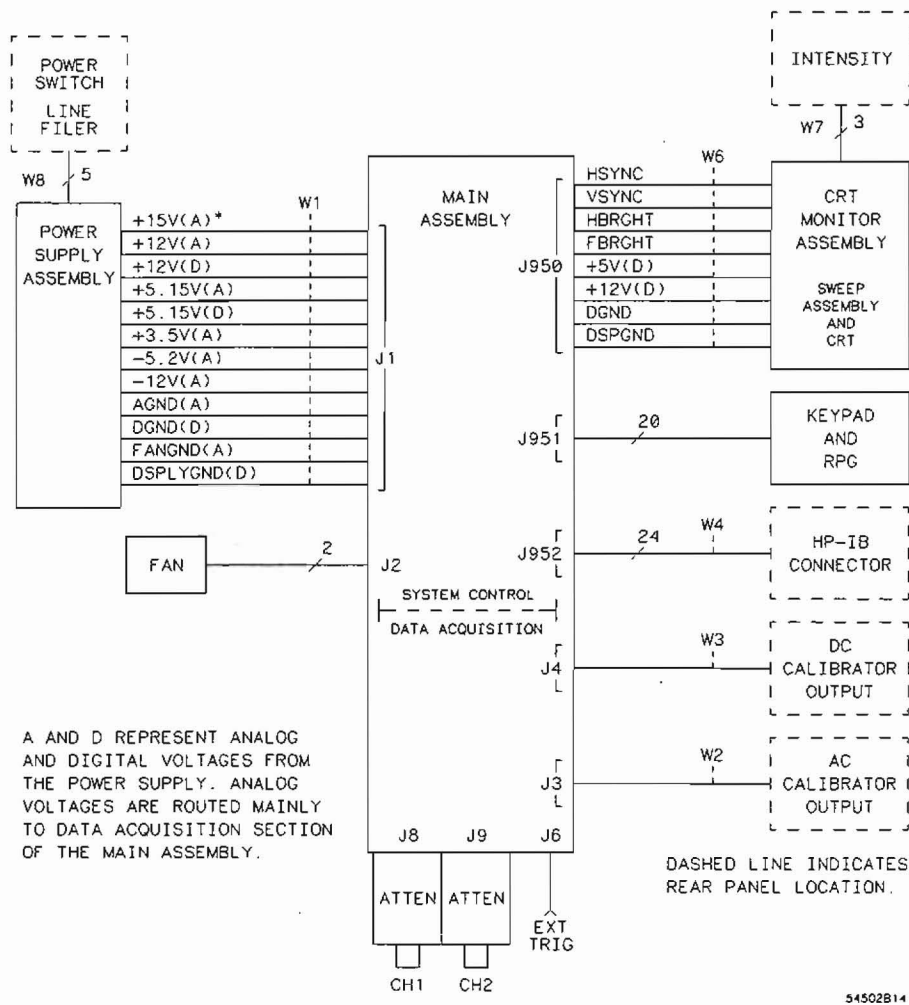 POWER
SWITCH
LINE
FILER
W8
5
POWER
SUPPLY
ASSEMBLY
W1
+15V(A)*
+12V(A)
+12V(D)
+5.15V(A)
+5.15V(D)
+3.5V(A)
-5.2V(A)
-12V(A)
AGND(A)
DGND(D)
FANGND(A)
DSPLYGND(D)
FAN
2
MAIN
ASSEMBLY
J1
J2
J950
J951
J952
SYSTEM CONTROL
DATA ACQUISITION
J4
J3
J8
J9
J6
ATTEN
ATTEN
CH1
CH2
EXT
TRIG
HSYNC
VSYNC
HBRGHT
FBRGHT
+5V(D)
+12V(D)
DGND
DSPGND
W6
INTENSITY
W7
3
CRT
MONITOR
ASSEMBLY
SWEEP
ASSEMBLY
AND
CRT
20
KEYPAD
AND
RPG
24
W4
HP-IB
CONNECTOR
W3
DC
CALIBRATOR
OUTPUT
W2
AC
CALIBRATOR
OUTPUT
A AND D REPRESENT ANALOG
AND DIGITAL VOLTAGES FROM
THE POWER SUPPLY. ANALOG
VOLTAGES ARE ROUTED MAINLY
TO DATA ACQUISITION SECTION
OF THE MAIN ASSEMBLY.
DASHED LINE INDICATES
REAR PANEL LOCATION.
54502B14